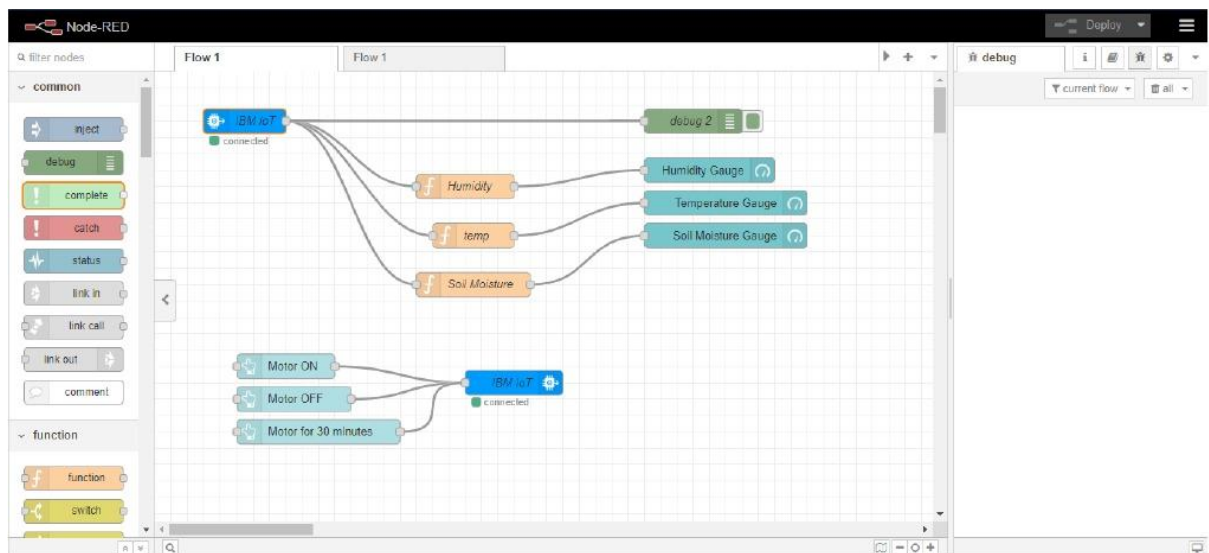 Node-RED
Deploy
filter nodes
Flow 1
Flow 1
debug
i
common
current flow
all
inject
debug
complete
catch
status
link in
link call
link out
comment
function
function
switch
IBM IoT
connected
debug 2
Humidity
Humidity Gauge
temp
Temperature Gauge
Soil Moisture
Soil Moisture Gauge
Motor ON
Motor OFF
Motor for 30 minutes
IBM IoT
connected